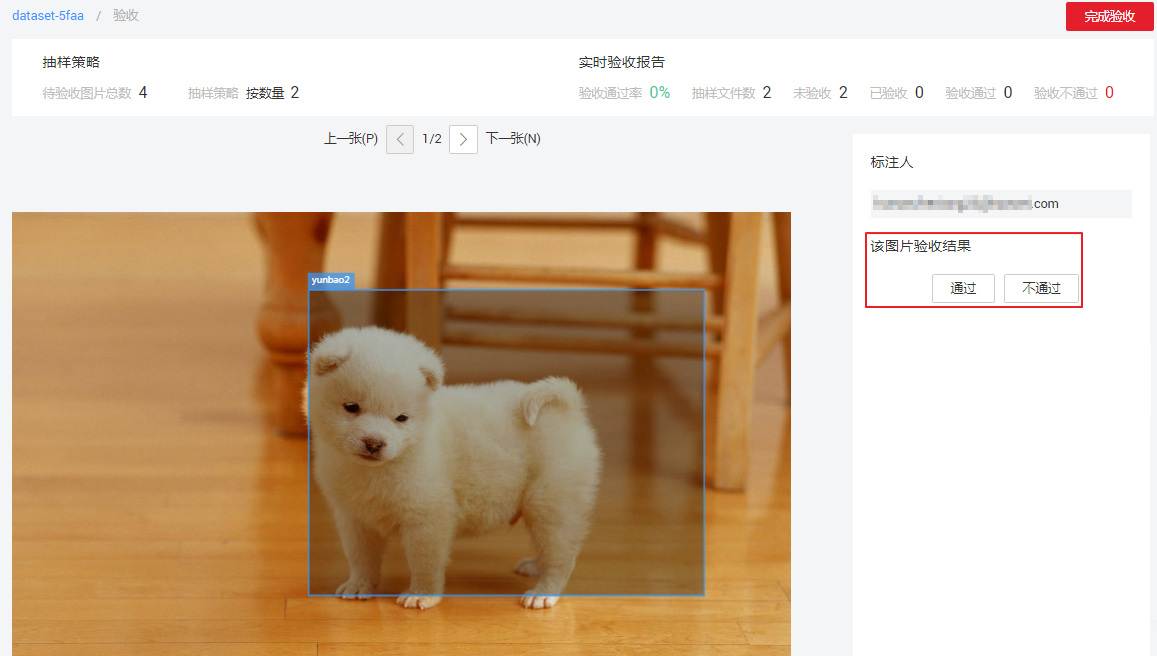 dataset-5faa / 验收
完成验收
抽样策略
待验收图片总数 4 抽样策略 按数量 2
实时验收报告
验收通过率 0% 抽样文件数 2 未验收 2 已验收 0 验收通过 0 验收不通过 0
上一张(P) < 1/2 > 下一张(N)
标注人
.com
该图片验收结果
通过 不通过
yunbao2